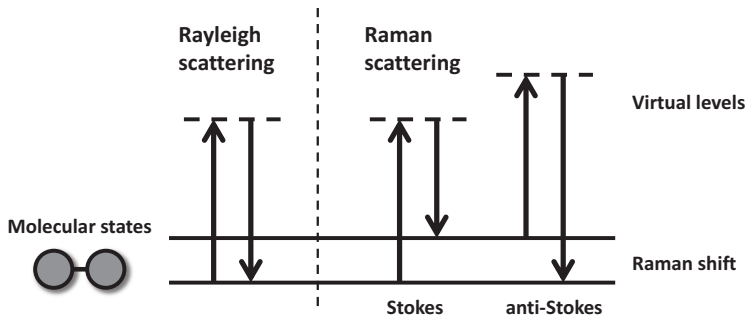 Rayleigh
scattering
Raman
scattering
Virtual levels
Molecular states
Raman shift
Stokes
anti-Stokes